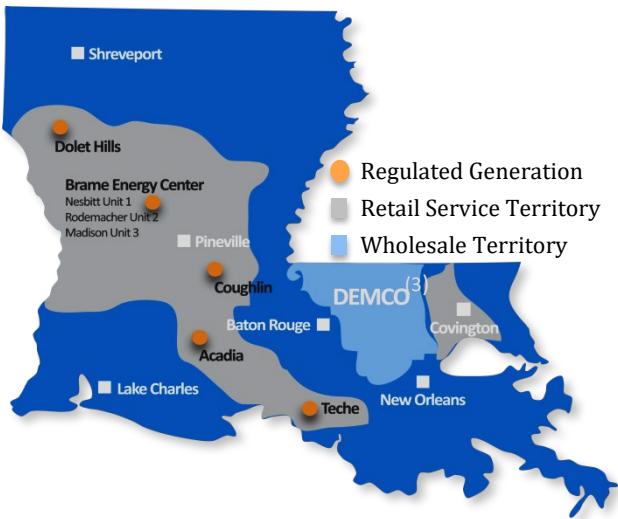 Shreveport
Dolet Hills
Brame Energy Center
Nesbitt Unit 1
Rodemacher Unit 2
Madison Unit 3
Pineville
Regulated Generation
Retail Service Territory
Wholesale Territory
Coughlin
DEMCO(3)
Baton Rouge
Covington
Acadia
Lake Charles
Teche
New Orleans